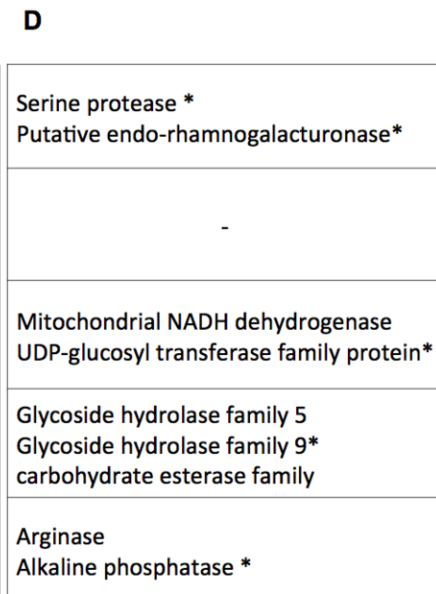 D
Serine protease *
Putative endo-rhamnogalacturonase*
-
Mitochondrial NADH dehydrogenase
UDP-glucosyl transferase family protein*
Glycoside hydrolase family 5
Glycoside hydrolase family 9*
carbohydrate esterase family
Arginase
Alkaline phosphatase *